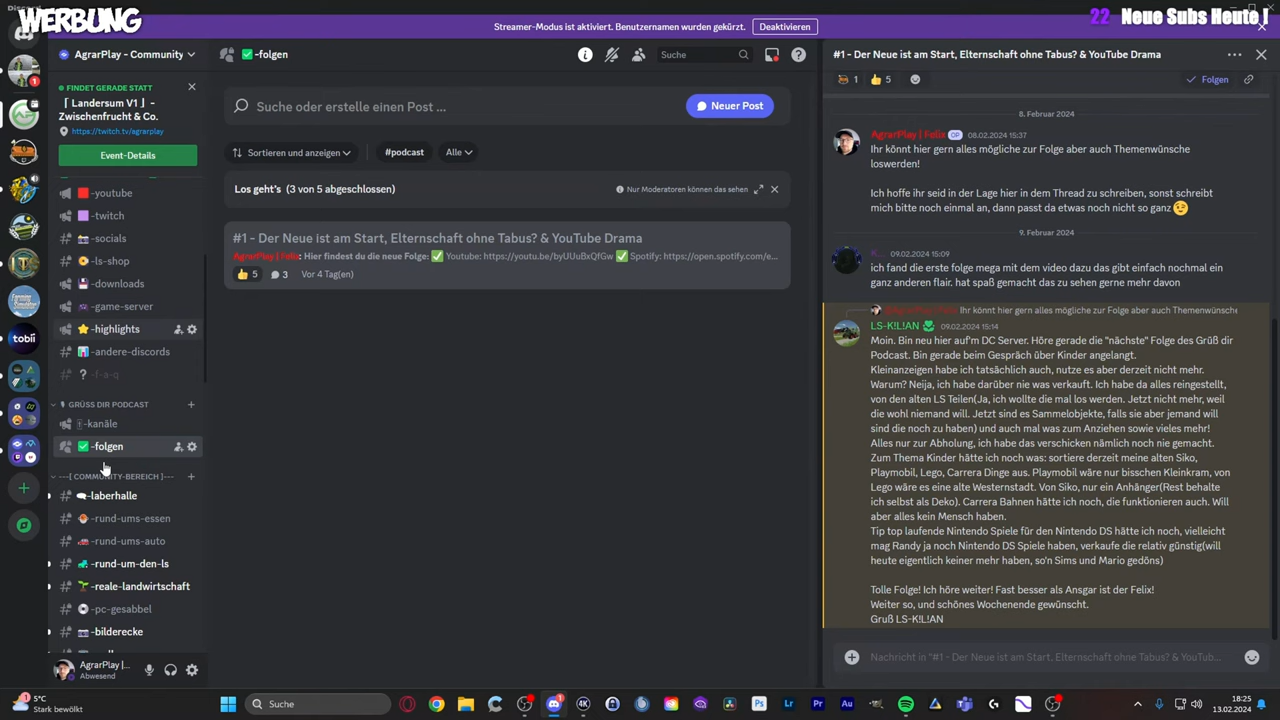 WERBUNG
Streamer-Modus ist aktiviert. Benutzernamen wurden gekürzt.
Deaktivieren
22 Neue Subs Heute !
AgrarPlay - Community
FINDET GERADE STATT
[ Landersum V1 ] -
Zwischenfrucht & Co.
https://twitch.tv/agrarplay
Event-Details
-youtube
-twitch
-socials
-ls-shop
-downloads
-game-server
-highlights
-andere-discords
-f-a-q
GRÜSS DIR PODCAST
-kanäle
-folgen
---[ COMMUNITY-BEREICH ]---
-laberhalle
-rund-ums-essen
-rund-ums-auto
-rund-um-den-ls
-reale-landwirtschaft
-pc-gesabbel
-bilderecke
AgrarPlay |...
Abwesend
-folgen
Suche
Suche oder erstelle einen Post ...
Neuer Post
Sortieren und anzeigen
#podcast
Alle
Los geht's (3 von 5 abgeschlossen)
Nur Moderatoren können das sehen
#1 - Der Neue ist am Start, Elternschaft ohne Tabus? & YouTube Drama
AgrarPlay | Felix: Hier findest du die neue Folge: ✅ Youtube: https://youtu.be/byUUuBxQfGw ✅ Spotify: https://open.spotify.com/e...
5
3
Vor 4 Tag(en)
#1 - Der Neue ist am Start, Elternschaft ohne Tabus? & YouTube Drama
1
5
Folgen
8. Februar 2024
AgrarPlay | Felix OP 08.02.2024 15:37
Ihr könnt hier gern alles mögliche zur Folge aber auch Themenwünsche
loswerden!
Ich hoffe ihr seid in der Lage hier in dem Thread zu schreiben, sonst schreibt
mich bitte noch einmal an, dann passt da etwas noch nicht so ganz
9. Februar 2024
K... 09.02.2024 15:09
ich fand die erste folge mega mit dem video dazu das gibt einfach nochmal ein
ganz anderen flair. hat spaß gemacht das zu sehen gerne mehr davon
@AgrarPlay | Felix Ihr könnt hier gern alles mögliche zur Folge aber auch Themenwünsche
LS-K!L!AN 09.02.2024 15:14
Moin. Bin neu hier auf'm DC Server. Höre gerade die "nächste" Folge des Grüß dir
Podcast. Bin gerade beim Gespräch über Kinder angelangt.
Kleinanzeigen habe ich tatsächlich auch, nutze es aber derzeit nicht mehr.
Warum? Neija, ich habe darüber nie was verkauft. Ich habe da alles reingestellt,
von den alten LS Teilen(Ja, ich wollte die mal los werden. Jetzt nicht mehr, weil
die wohl niemand will. Jetzt sind es Sammelobjekte, falls sie aber jemand will
sind die noch zu haben) und auch mal was zum Anziehen sowie vieles mehr!
Alles nur zur Abholung, ich habe das verschicken nämlich noch nie gemacht.
Zum Thema Kinder hätte ich noch was: sortiere derzeit meine alten Siko,
Playmobil, Lego, Carrera Dinge aus. Playmobil wäre nur bisschen Kleinkram, von
Lego wäre es eine alte Westernstadt. Von Siko, nur ein Anhänger(Rest behalte
ich selbst als Deko). Carrera Bahnen hätte ich noch, die funktionieren auch. Will
aber alles kein Mensch haben.
Tip top laufende Nintendo Spiele für den Nintendo DS hätte ich noch, vielleicht
mag Randy ja noch Nintendo DS Spiele haben, verkaufe die relativ günstig(will
heute eigentlich keiner mehr haben, so'n Sims und Mario gedöns)
Tolle Folge! Ich höre weiter! Fast besser als Ansgar ist der Felix!
Weiter so, und schönes Wochenende gewünscht.
Gruß LS-K!L!AN
Nachricht in "#1 - Der Neue ist am Start, Elternschaft ohne Tabus? & YouTub...
tobii
5°C
Stark bewölkt
Suche
18:25
13.02.2024